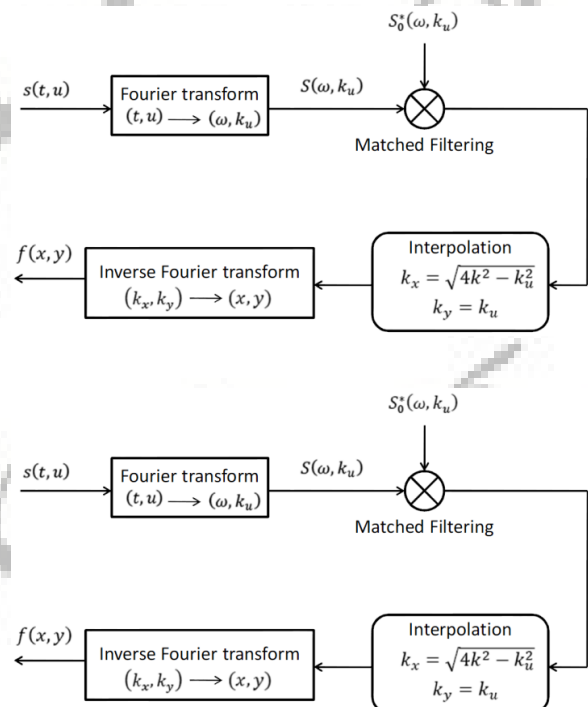 S₀*(ω, kᵤ)
s(t, u)
Fourier transform
(t, u) ⟶ (ω, kᵤ)
S(ω, kᵤ)
Matched Filtering
f(x, y)
Inverse Fourier transform
(kₓ, k_y) ⟶ (x, y)
Interpolation
kₓ = √(4k² − kᵤ²)
k_y = kᵤ
S₀*(ω, kᵤ)
s(t, u)
Fourier transform
(t, u) ⟶ (ω, kᵤ)
S(ω, kᵤ)
Matched Filtering
f(x, y)
Inverse Fourier transform
(kₓ, k_y) ⟶ (x, y)
Interpolation
kₓ = √(4k² − kᵤ²)
k_y = kᵤ